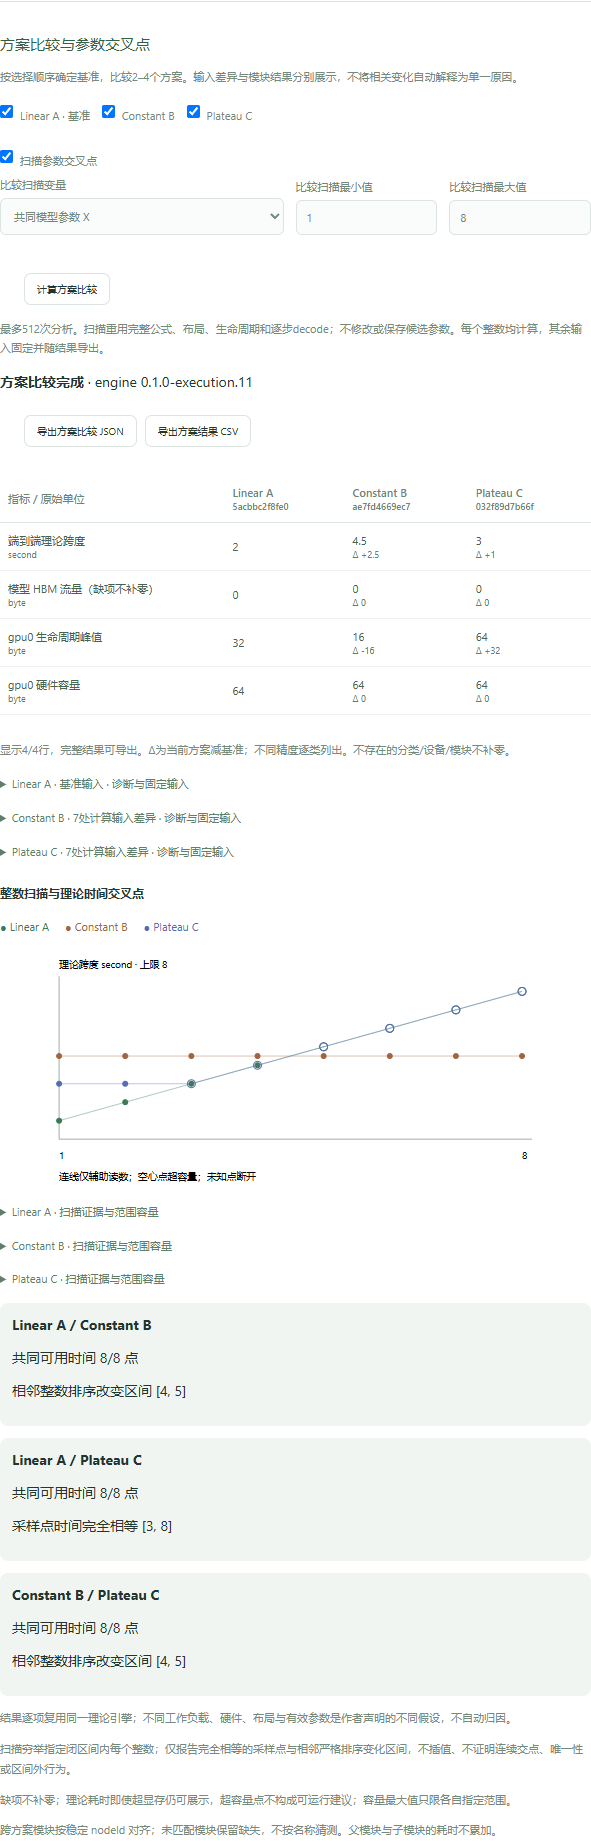 方案比较与参数交叉点
按选择顺序确定基准，比较2–4个方案。输入差异与模块结果分别展示，不将相关变化自动解释为单一原因。
Linear A · 基准 Constant B Plateau C
扫描参数交叉点
比较扫描变量 比较扫描最小值 比较扫描最大值
共同模型参数 X 1 8
计算方案比较
最多512次分析。扫描重用完整公式、布局、生命周期和逐步decode；不修改或保存候选参数。每个整数均计算，其余输
入固定并随结果导出。
方案比较完成 · engine 0.1.0-execution.11
导出方案比较 JSON 导出方案结果 CSV
指标 / 原始单位 Linear A Constant B Plateau C
5acbbc2f8fe0 ae7fd4669ec7 032f89d7b66f
端到端理论跨度 2 4.5 3
second Δ +2.5 Δ +1
模型 HBM 流量（缺项不补零） 0 0 0
byte Δ 0 Δ 0
gpu0 生命周期峰值 32 16 64
byte Δ -16 Δ +32
gpu0 硬件容量 64 64 64
byte Δ 0 Δ 0
显示4/4行，完整结果可导出。Δ为当前方案减基准；不同精度逐类列出。不存在的分类/设备/模块不补零。
Linear A · 基准输入 · 诊断与固定输入
Constant B · 7处计算输入差异 · 诊断与固定输入
Plateau C · 7处计算输入差异 · 诊断与固定输入
整数扫描与理论时间交叉点
Linear A Constant B Plateau C
理论跨度 second · 上限 8
1 8
连线仅辅助读数；空心点超容量；未知点断开
Linear A · 扫描证据与范围容量
Constant B · 扫描证据与范围容量
Plateau C · 扫描证据与范围容量
Linear A / Constant B
共同可用时间 8/8 点
相邻整数排序改变区间 [4, 5]
Linear A / Plateau C
共同可用时间 8/8 点
采样点时间完全相等 [3, 8]
Constant B / Plateau C
共同可用时间 8/8 点
相邻整数排序改变区间 [4, 5]
结果逐项复用同一理论引擎；不同工作负载、硬件、布局与有效参数是作者声明的不同假设，不自动归因。
扫描穷举指定闭区间内每个整数；仅报告完全相等的采样点与相邻严格排序变化区间，不插值、不证明连续交点、唯一性
或区间外行为。
缺项不补零；理论耗时即使超显存仍可展示，超容量点不构成可运行建议；容量最大值只限各自指定范围。
跨方案模块按稳定 nodeId 对齐；未匹配模块保留缺失，不按名称猜测。父模块与子模块的耗时不累加。